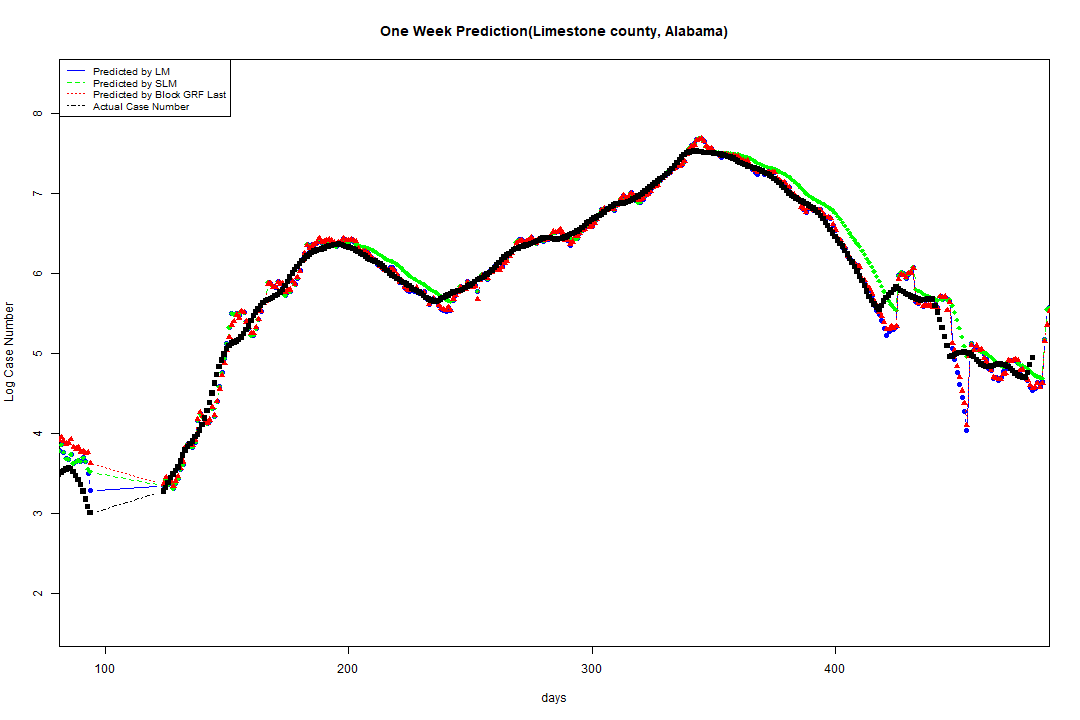 One Week Prediction(Limestone county, Alabama)
Predicted by LM
Predicted by SLM
Predicted by Block GRF Last
Actual Case Number
8
7
6
5
4
3
2
Log Case Number
100 200 300 400
days